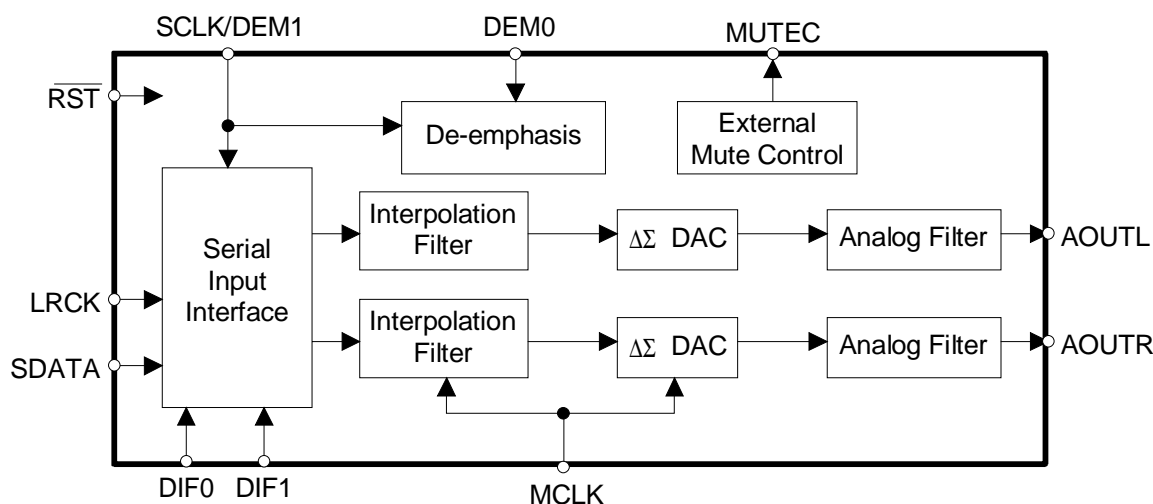 SCLK/DEM1
DEM0
MUTEC
RST
De-emphasis
External
Mute Control
Serial
Input
Interface
Interpolation
Filter
ΔΣ DAC
Analog Filter
AOUTL
LRCK
Interpolation
Filter
ΔΣ DAC
Analog Filter
AOUTR
SDATA
DIF0
DIF1
MCLK